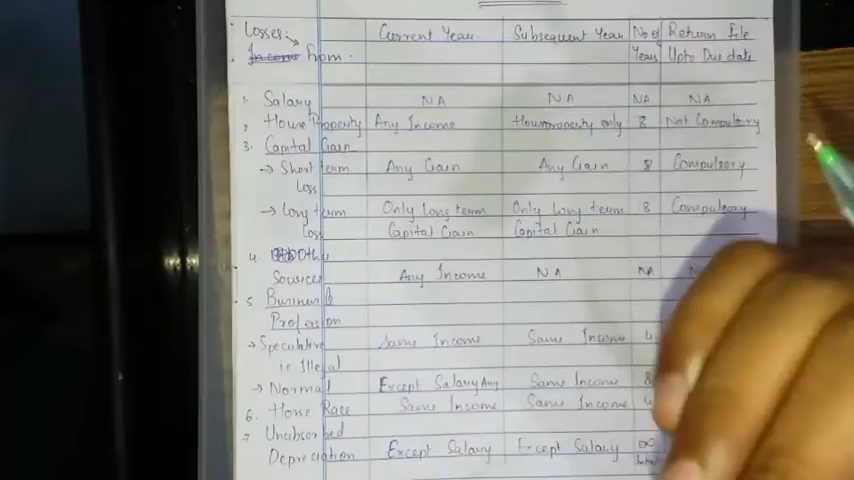 Losses:- Current Year Subsequent Year No of Return file
from Years Upto Due date
1. Salary NA NA NA NA
2. House Property Any Income House property only 8 Not Compulsory
3. Capital Gain
→ Short term Any Gain Any Gain 8 Compulsory
Loss
→ Long term Only Long term Only Long term 8 Compulsory
Loss Capital Gain Capital Gain
4. Othe
Sources Any Income NA NA
5. Business &
Profession
→ Speculative Same Income Same Income 4
ie Illegal
→ Normal Except Salary Any Same Income 8
6. Horse Race Same Income Same Income 4
7. Unabsorbed
Depreciation Except Salary Except Salary ∞